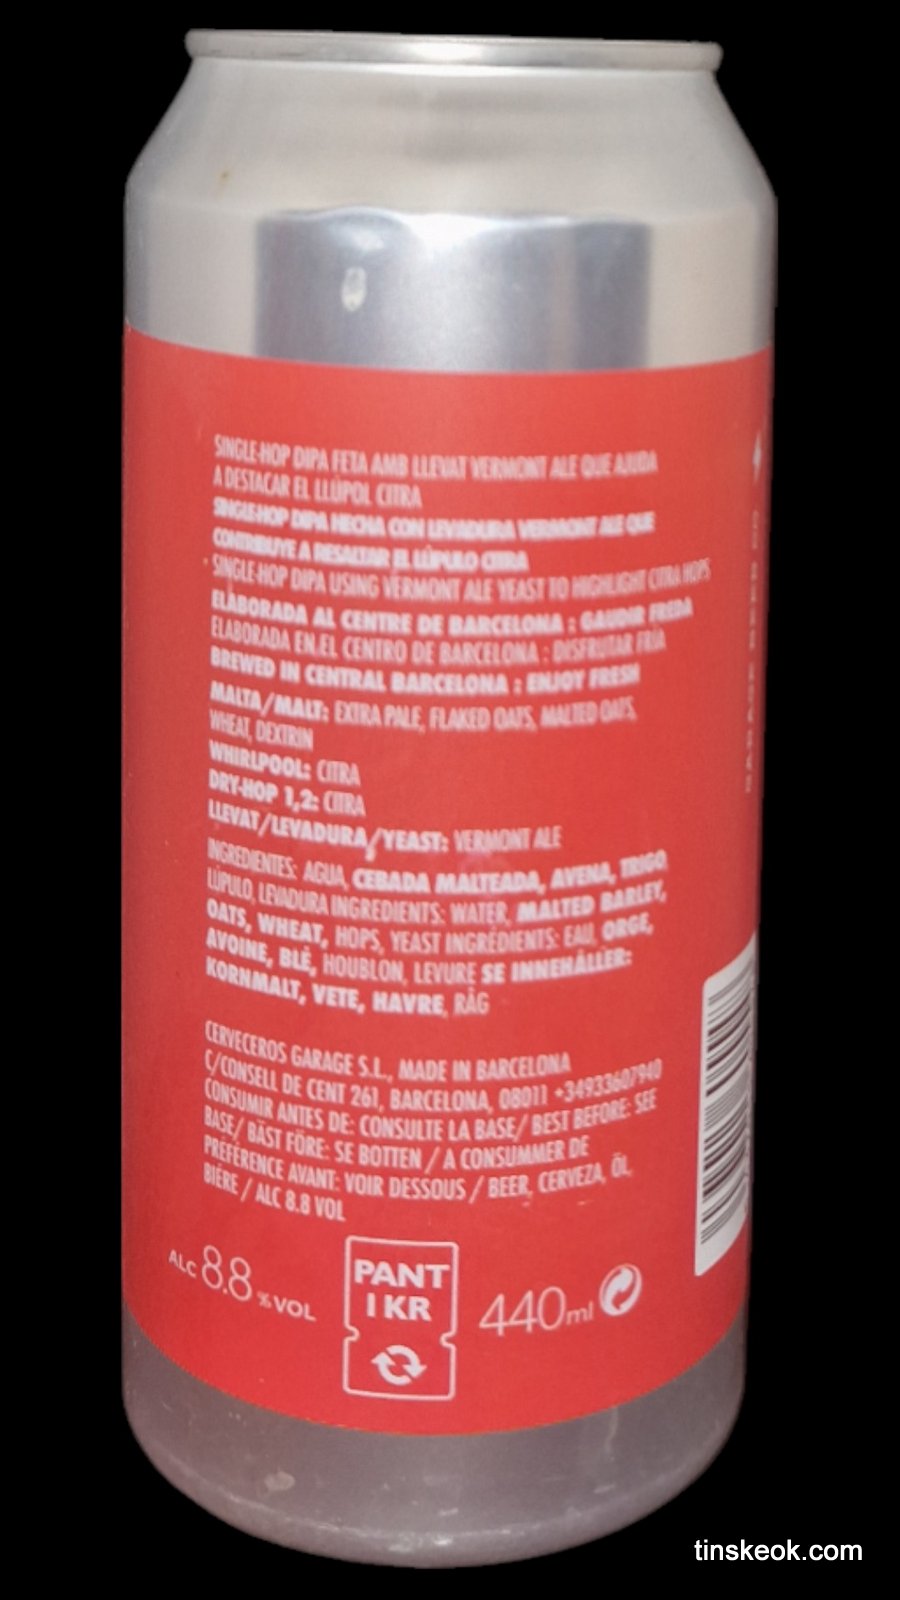 SINGLE-HOP DIPA FETA AMB LLEVAT VERMONT ALE QUE AJUDA
A DESTACAR EL LLÚPOL CITRA
SINGLE-HOP DIPA HECHA CON LEVADURA VERMONT ALE QUE
CONTRIBUYE A RESALTAR EL LÚPULO CITRA
SINGLE-HOP DIPA USING VERMONT ALE YEAST TO HIGHLIGHT CITRA HOPS
ELABORADA AL CENTRE DE BARCELONA : GAUDIR FREDA
ELABORADA EN EL CENTRO DE BARCELONA : DISFRUTAR FRÍA
BREWED IN CENTRAL BARCELONA : ENJOY FRESH
MALTA/MALT: EXTRA PALE, FLAKED OATS, MALTED OATS,
WHEAT, DEXTRIN
WHIRLPOOL: CITRA
DRY-HOP 1,2: CITRA
LLEVAT/LEVADURA/YEAST: VERMONT ALE
INGREDIENTES: AGUA, CEBADA MALTEADA, AVENA, TRIGO
LÚPULO, LEVADURA INGREDIENTS: WATER, MALTED BARLEY,
OATS, WHEAT, HOPS, YEAST INGRÉDIENTS: EAU, ORGE,
AVOINE, BLÉ, HOUBLON, LEVURE SE INNEHÅLLER:
KORNMALT, VETE, HAVRE, RÅG
CERVECEROS GARAGE S.L., MADE IN BARCELONA
C/CONSELL DE CENT 261, BARCELONA, 08011 +34933607940
CONSUMIR ANTES DE: CONSULTE LA BASE/ BEST BEFORE: SEE
BASE/ BÄST FÖRE: SE BOTTEN / A CONSUMMER DE
PRÉFÉRENCE AVANT: VOIR DESSOUS / BEER, CERVEZA, ÖL,
BIÈRE / ALC 8.8 VOL
ALC 8.8 % VOL
PANT
1 KR
440ml
GARAGE BEER CO
tinskeok.com